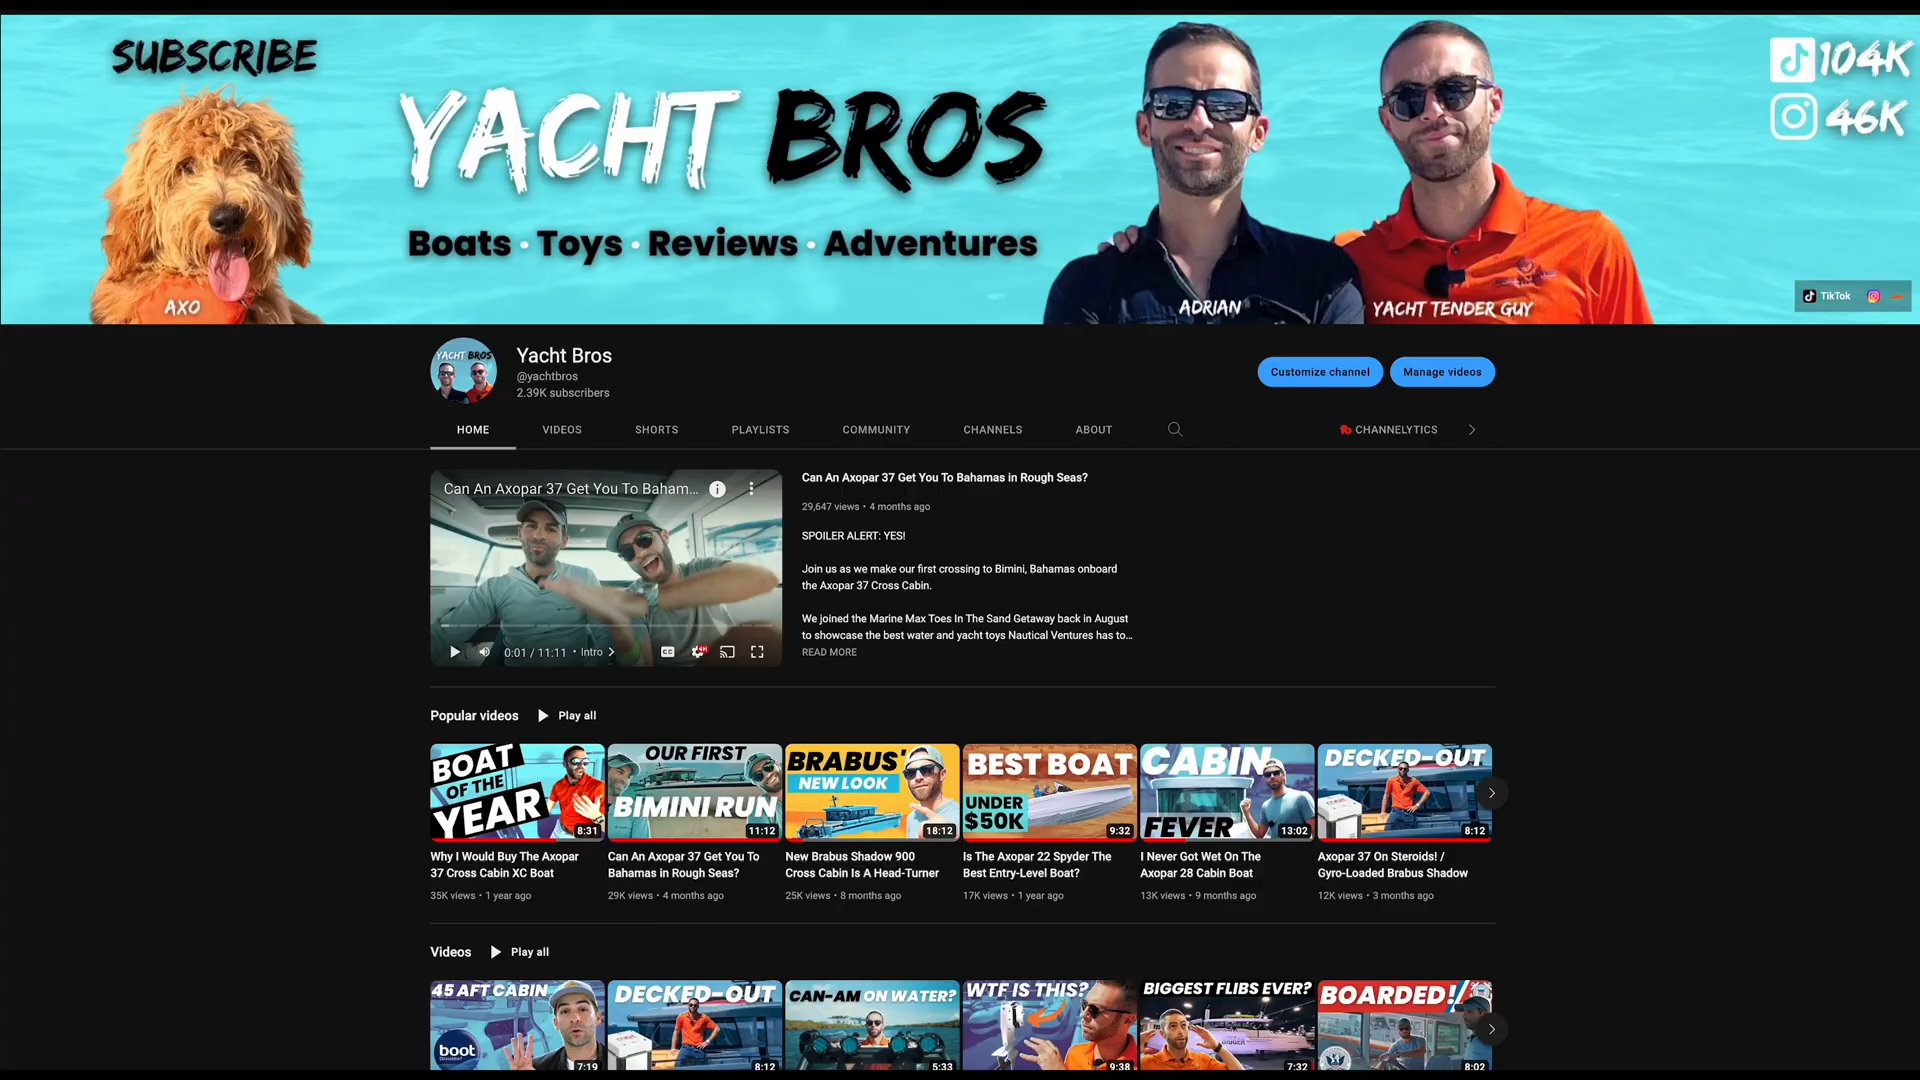 SUBSCRIBE
YACHT BROS
Boats · Toys · Reviews · Adventures
AXO
ADRIAN
YACHT TENDER GUY
104K
46K
TikTok
YACHT BROS
Yacht Bros
@yachtbros
2.39K subscribers
Customize channel
Manage videos
HOME
VIDEOS
SHORTS
PLAYLISTS
COMMUNITY
CHANNELS
ABOUT
CHANNELYTICS
Can An Axopar 37 Get You To Baham...
0:01 / 11:11 • Intro
Can An Axopar 37 Get You To Bahamas in Rough Seas?
29,647 views • 4 months ago
SPOILER ALERT: YES!
Join us as we make our first crossing to Bimini, Bahamas onboard
the Axopar 37 Cross Cabin.
We joined the Marine Max Toes In The Sand Getaway back in August
to showcase the best water and yacht toys Nautical Ventures has to...
READ MORE
Popular videos
Play all
BOAT
OF THE
YEAR
8:31
Why I Would Buy The Axopar
37 Cross Cabin XC Boat
35K views • 1 year ago
OUR FIRST
BIMINI RUN
11:12
Can An Axopar 37 Get You To
Bahamas in Rough Seas?
29K views • 4 months ago
BRABUS'
NEW LOOK
18:12
New Brabus Shadow 900
Cross Cabin Is A Head-Turner
25K views • 8 months ago
BEST BOAT
UNDER
$50K
9:32
Is The Axopar 22 Spyder The
Best Entry-Level Boat?
17K views • 1 year ago
CABIN
FEVER
13:02
I Never Got Wet On The
Axopar 28 Cabin Boat
13K views • 9 months ago
DECKED-OUT
8:12
Axopar 37 On Steroids! /
Gyro-Loaded Brabus Shadow
12K views • 3 months ago
Videos
Play all
45 AFT CABIN
boot
7:19
DECKED-OUT
8:12
CAN-AM ON WATER?
5:33
WTF IS THIS?
9:38
BIGGEST FLIBS EVER?
7:32
BOARDED!
8:02